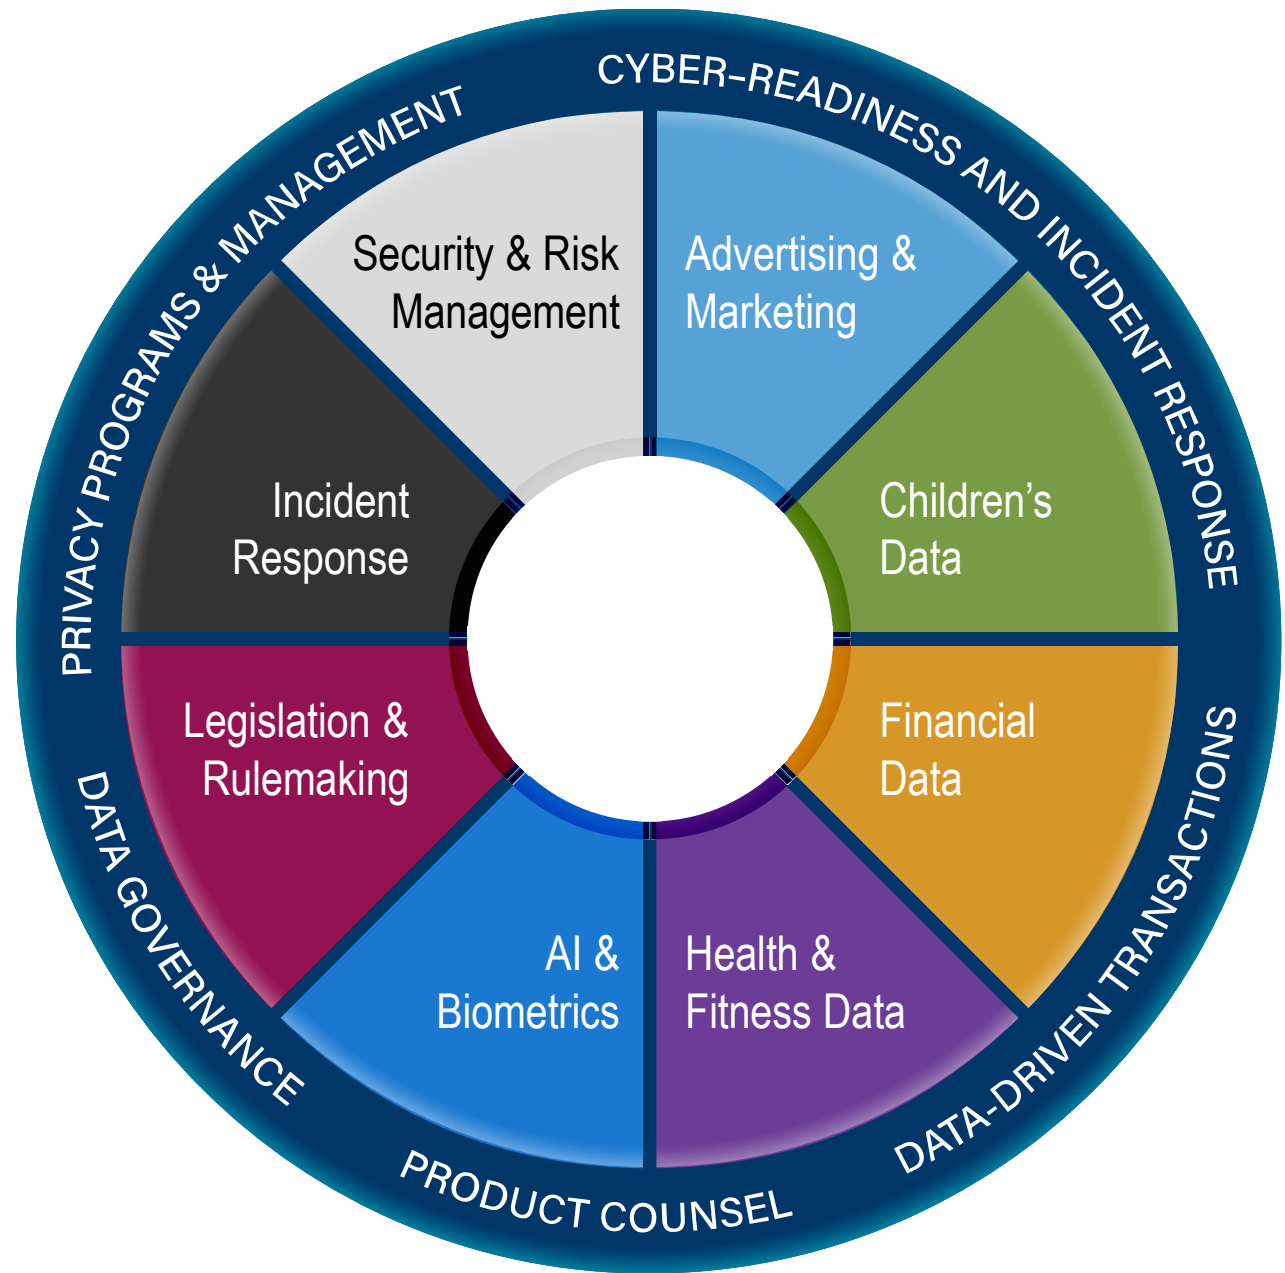 CYBER–READINESS AND INCIDENT RESPONSE
DATA-DRIVEN TRANSACTIONS
PRODUCT COUNSEL
DATA GOVERNANCE
PRIVACY PROGRAMS & MANAGEMENT
Advertising &
Marketing
Children’s
Data
Financial
Data
Health &
Fitness Data
AI &
Biometrics
Legislation &
Rulemaking
Incident
Response
Security & Risk
Management